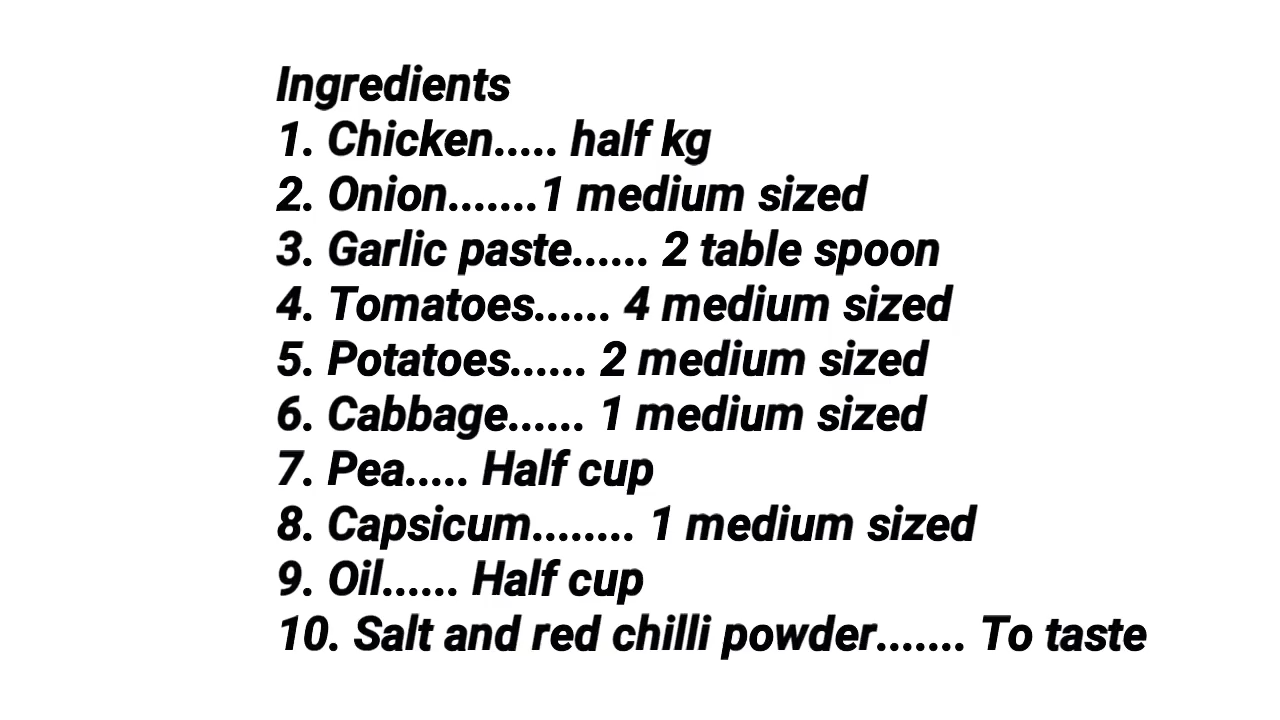 Ingredients
1. Chicken..... half kg
2. Onion.......1 medium sized
3. Garlic paste...... 2 table spoon
4. Tomatoes...... 4 medium sized
5. Potatoes...... 2 medium sized
6. Cabbage...... 1 medium sized
7. Pea..... Half cup
8. Capsicum........ 1 medium sized
9. Oil...... Half cup
10. Salt and red chilli powder....... To taste